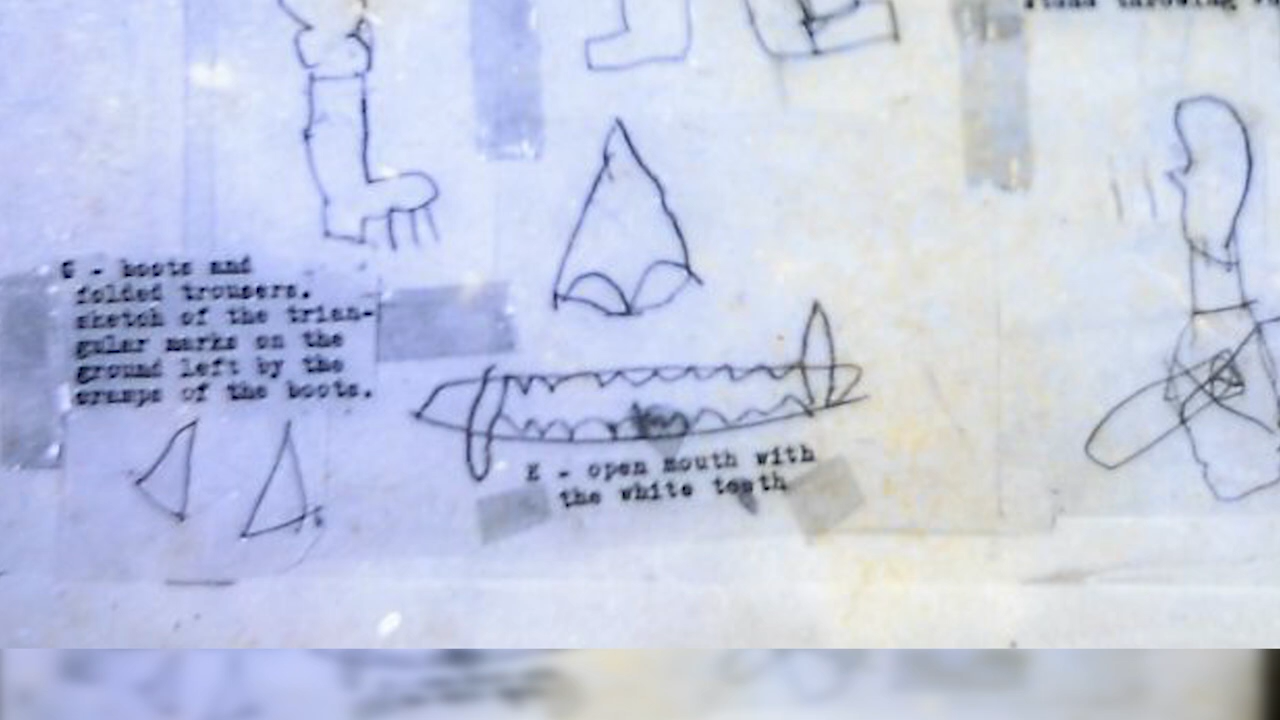 throwing
G - boots and
folded trousers.
sketch of the trian-
gular marks on the
ground left by the
cramps of the boots.
E - open mouth with
the white teeth